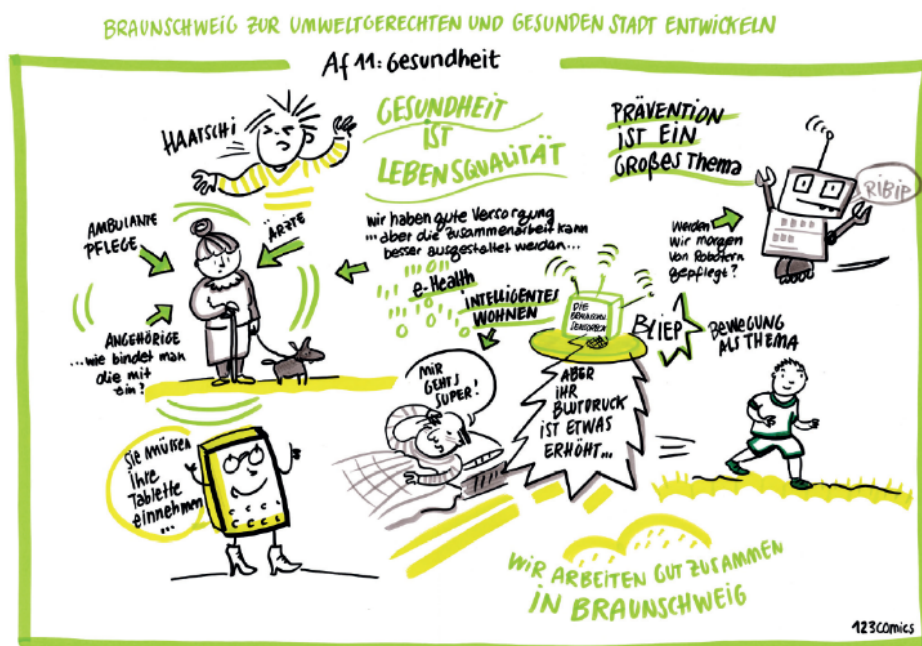 BRAUNSCHWEIG ZUR UMWELTGERECHTEN UND GESUNDEN STADT ENTWICKELN
Af 11: Gesundheit
HAATSCHI
GESUNDHEIT
IST
LEBENSQUALITÄT
PRÄVENTION
IST EIN
GROßES THEMA
RIBIP
AMBULANTE
PFLEGE
ÄRZTE
wir haben gute Versorgung
...aber die Zusammenarbeit kann
besser ausgestaltet werden...
werden
wir morgen
von Robotern
gepflegt?
e-Health
INTELLIGENTES
WOHNEN
DIE
BLIEP
BEWEGUNG
ALS THEMA
ANGEHÖRIGE
...wie bindet man
die mit
ein?
MIR
GEHTS
SUPER!
ABER
IHR
BLUTDRUCK
IST ETWAS
ERHÖHT...
Sie müssen
ihre
Tablette
einnehmen
...
WIR ARBEITEN GUT ZUSAMMEN
IN BRAUNSCHWEIG
123comics